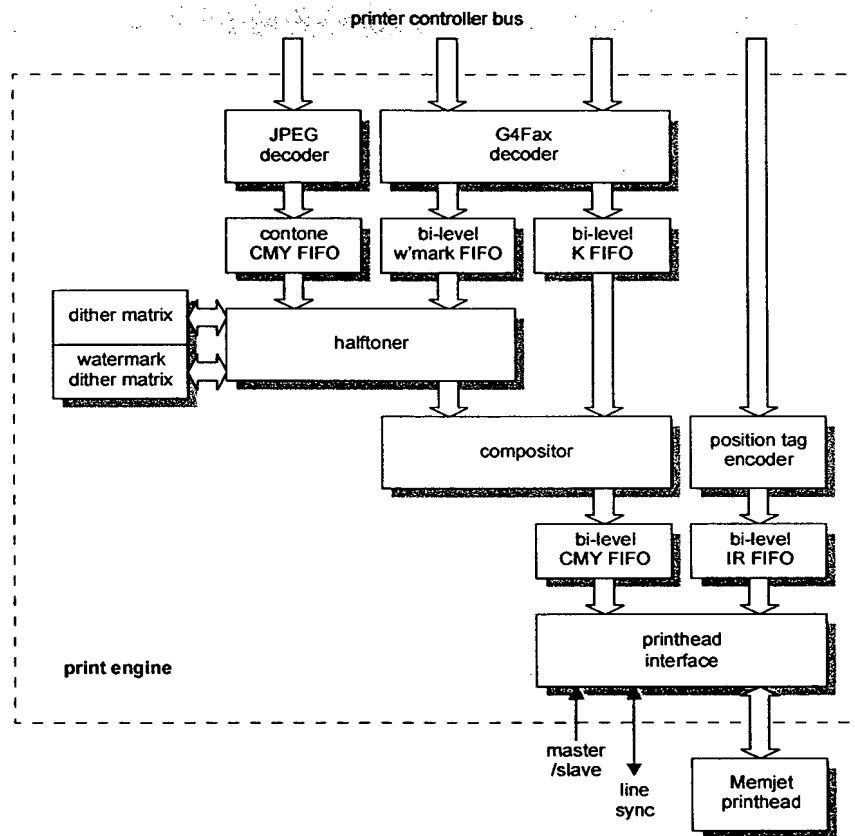 printer controller bus
JPEG
decoder
G4Fax
decoder
contone
CMY FIFO
bi-level
w'mark FIFO
bi-level
K FIFO
dither matrix
watermark
dither matrix
halftoner
compositor
position tag
encoder
bi-level
CMY FIFO
bi-level
IR FIFO
printhead
interface
print engine
master
/slave
line
sync
Memjet
printhead